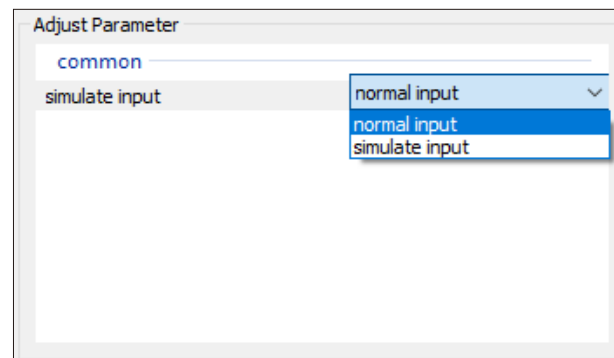 Adjust Parameter
common
simulate input normal input
normal input
simulate input